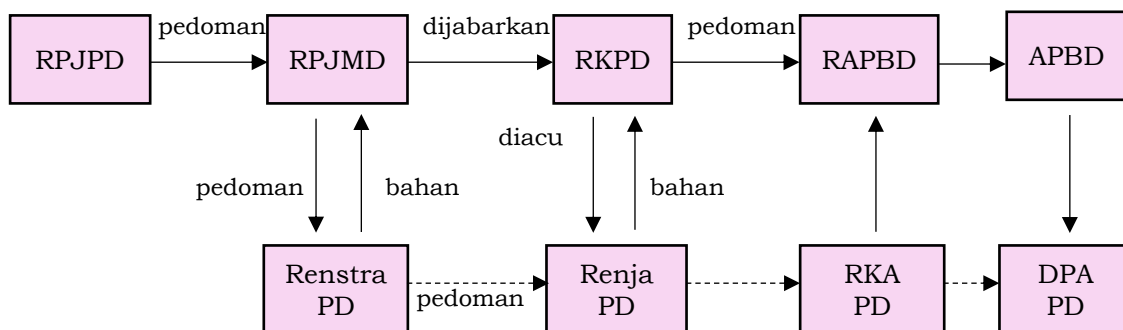 pedoman
dijabarkan
pedoman
RPJPD
RPJMD
RKPD
RAPBD
APBD
diacu
pedoman
bahan
bahan
Renstra
PD
Renja
PD
RKA
PD
DPA
PD
pedoman